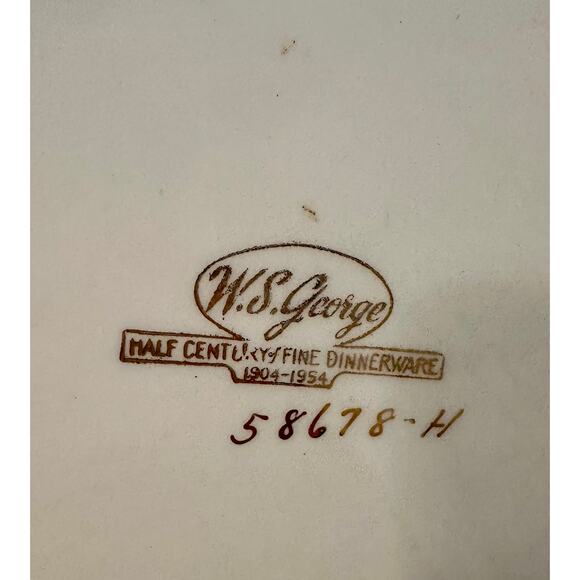 W.S. George
HALF CENTURY of FINE DINNERWARE
1904-1954
58678-H